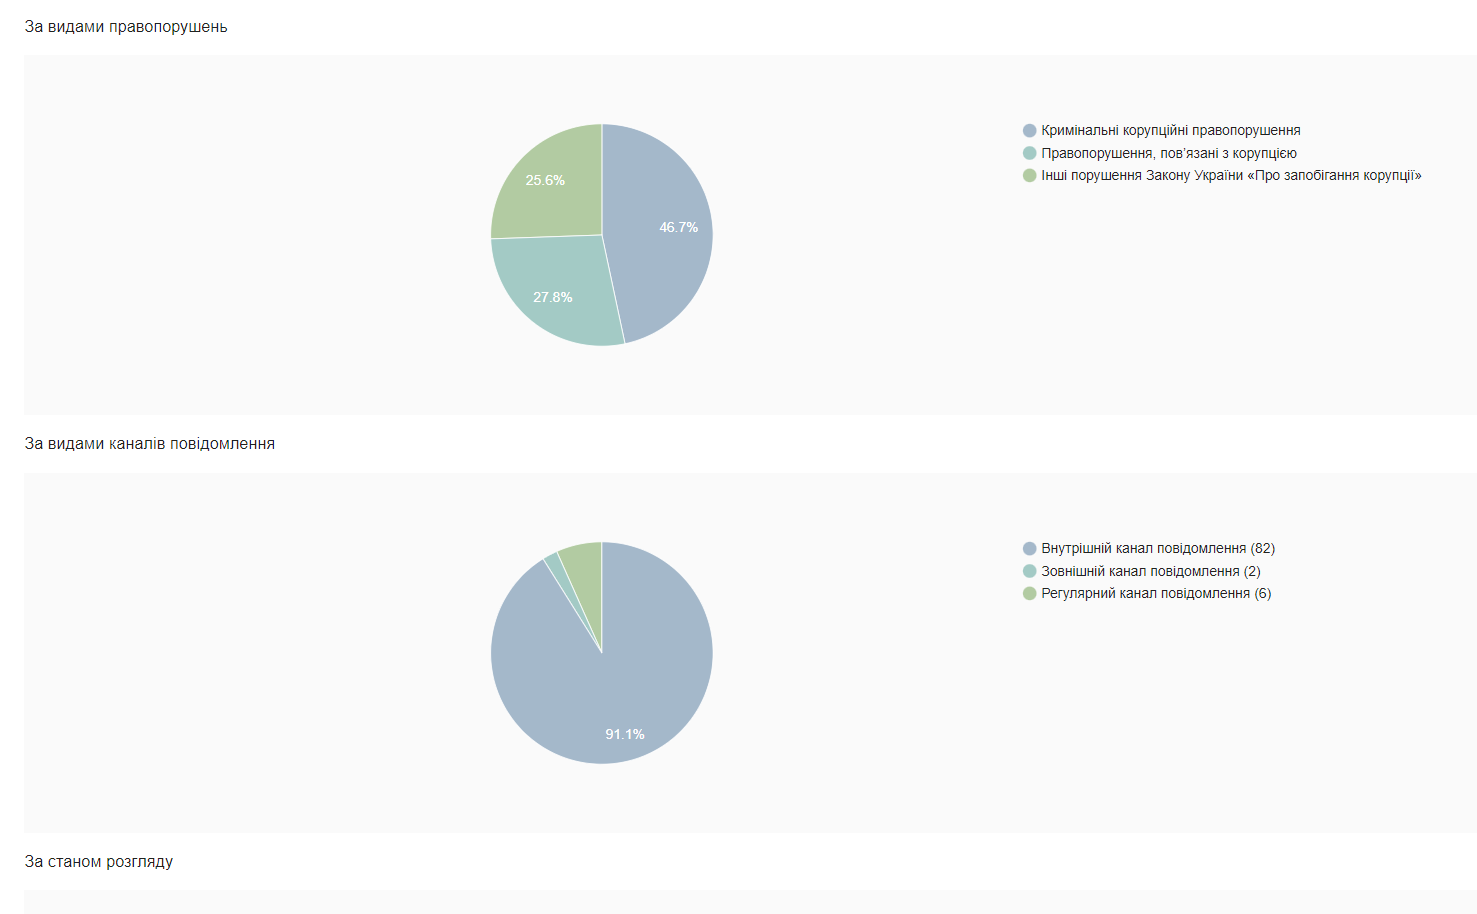 За видами правопорушень
Кримінальні корупційні правопорушення
Правопорушення, пов’язані з корупцією
Інші порушення Закону України «Про запобігання корупції»
25.6%
46.7%
27.8%
За видами каналів повідомлення
Внутрішній канал повідомлення (82)
Зовнішній канал повідомлення (2)
Регулярний канал повідомлення (6)
91.1%
За станом розгляду